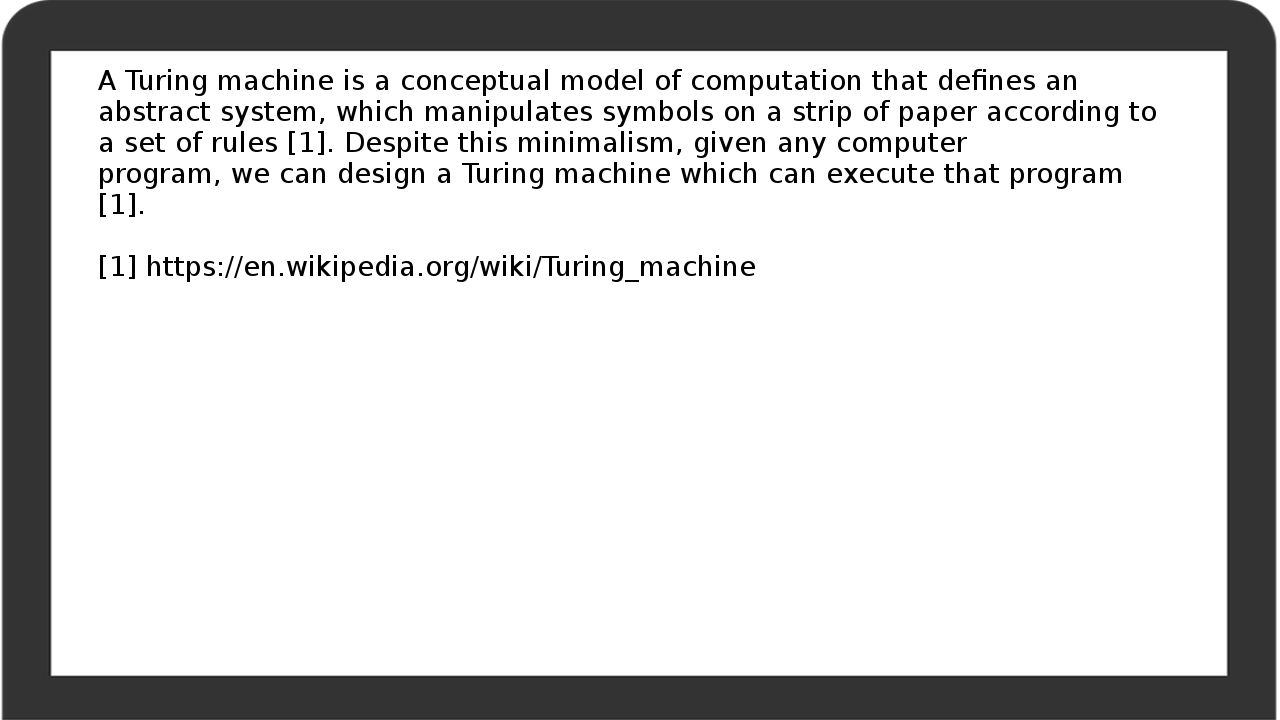 A Turing machine is a conceptual model of computation that defines an
abstract system, which manipulates symbols on a strip of paper according to
a set of rules [1]. Despite this minimalism, given any computer
program, we can design a Turing machine which can execute that program
[1].
[1] https://en.wikipedia.org/wiki/Turing_machine